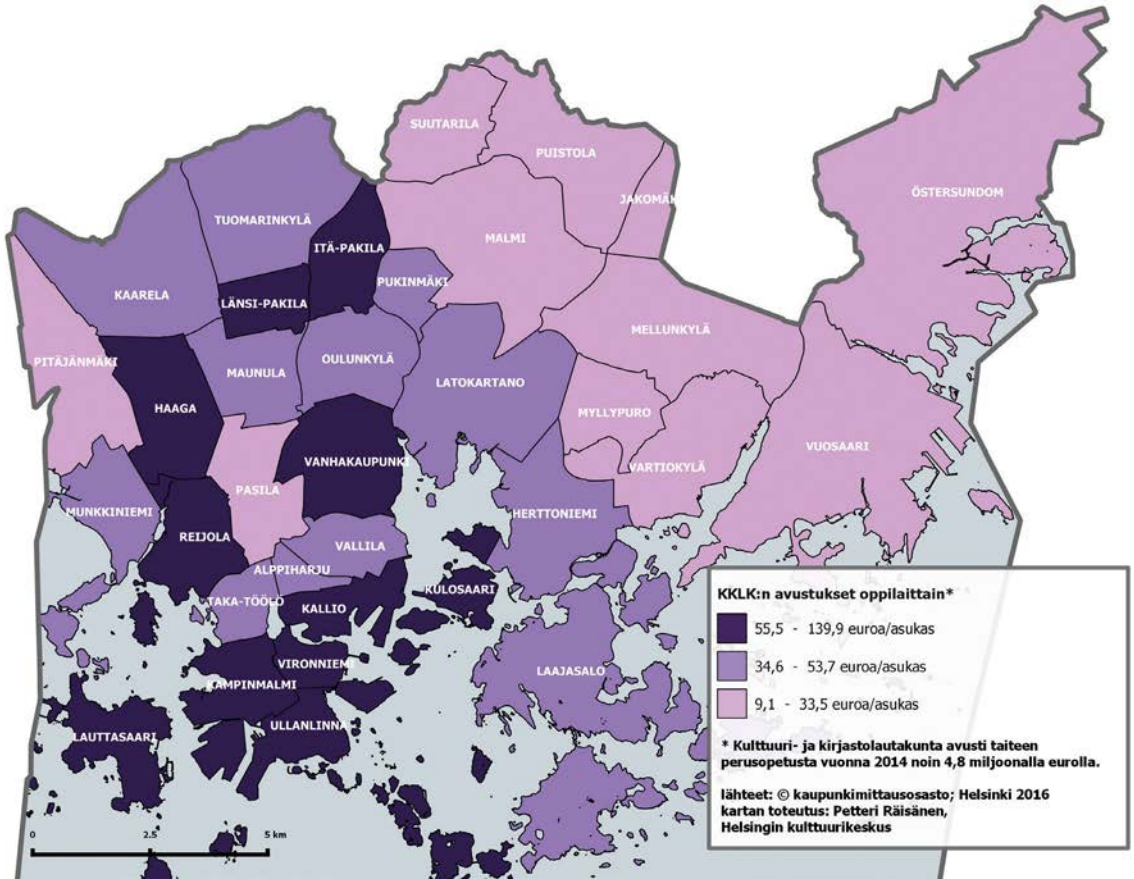 SUUTARILA
PUISTOLA
ÖSTERSUNDOM
JAKOMÄK
TUOMARINKYLÄ
ITÄ-PAKILA
MALMI
PUKINMÄKI
KAARELA
LÄNSI-PAKILA
MELLUNKYLÄ
PITÄJÄNMÄKI
OULUNKYLÄ
MAUNULA
LATOKARTANO
HAAGA
MYLLYPURO
VUOSAARI
VANHAKAUPUNKI
VARTIOKYLÄ
PASILA
MUNKKINIEMI
HERTTONIEMI
REIJOLA
VALLILA
ALPPIHARJU
KULOSAARI
TAKA-TÖÖLÖ
KALLIO
VIRONNIEMI
LAAJASALO
KAMPINMALMI
ULLANLINNA
LAUTTASAARI
KKLK:n avustukset oppilaittain*
55,5 - 139,9 euroa/asukas
34,6 - 53,7 euroa/asukas
9,1 - 33,5 euroa/asukas
* Kulttuuri- ja kirjastolautakunta avusti taiteen
perusopetusta vuonna 2014 noin 4,8 miljoonalla eurolla.
lähteet: © kaupunkimittausosasto; Helsinki 2016
kartan toteutus: Petteri Räisänen,
Helsingin kulttuurikeskus
0 2.5 5 km